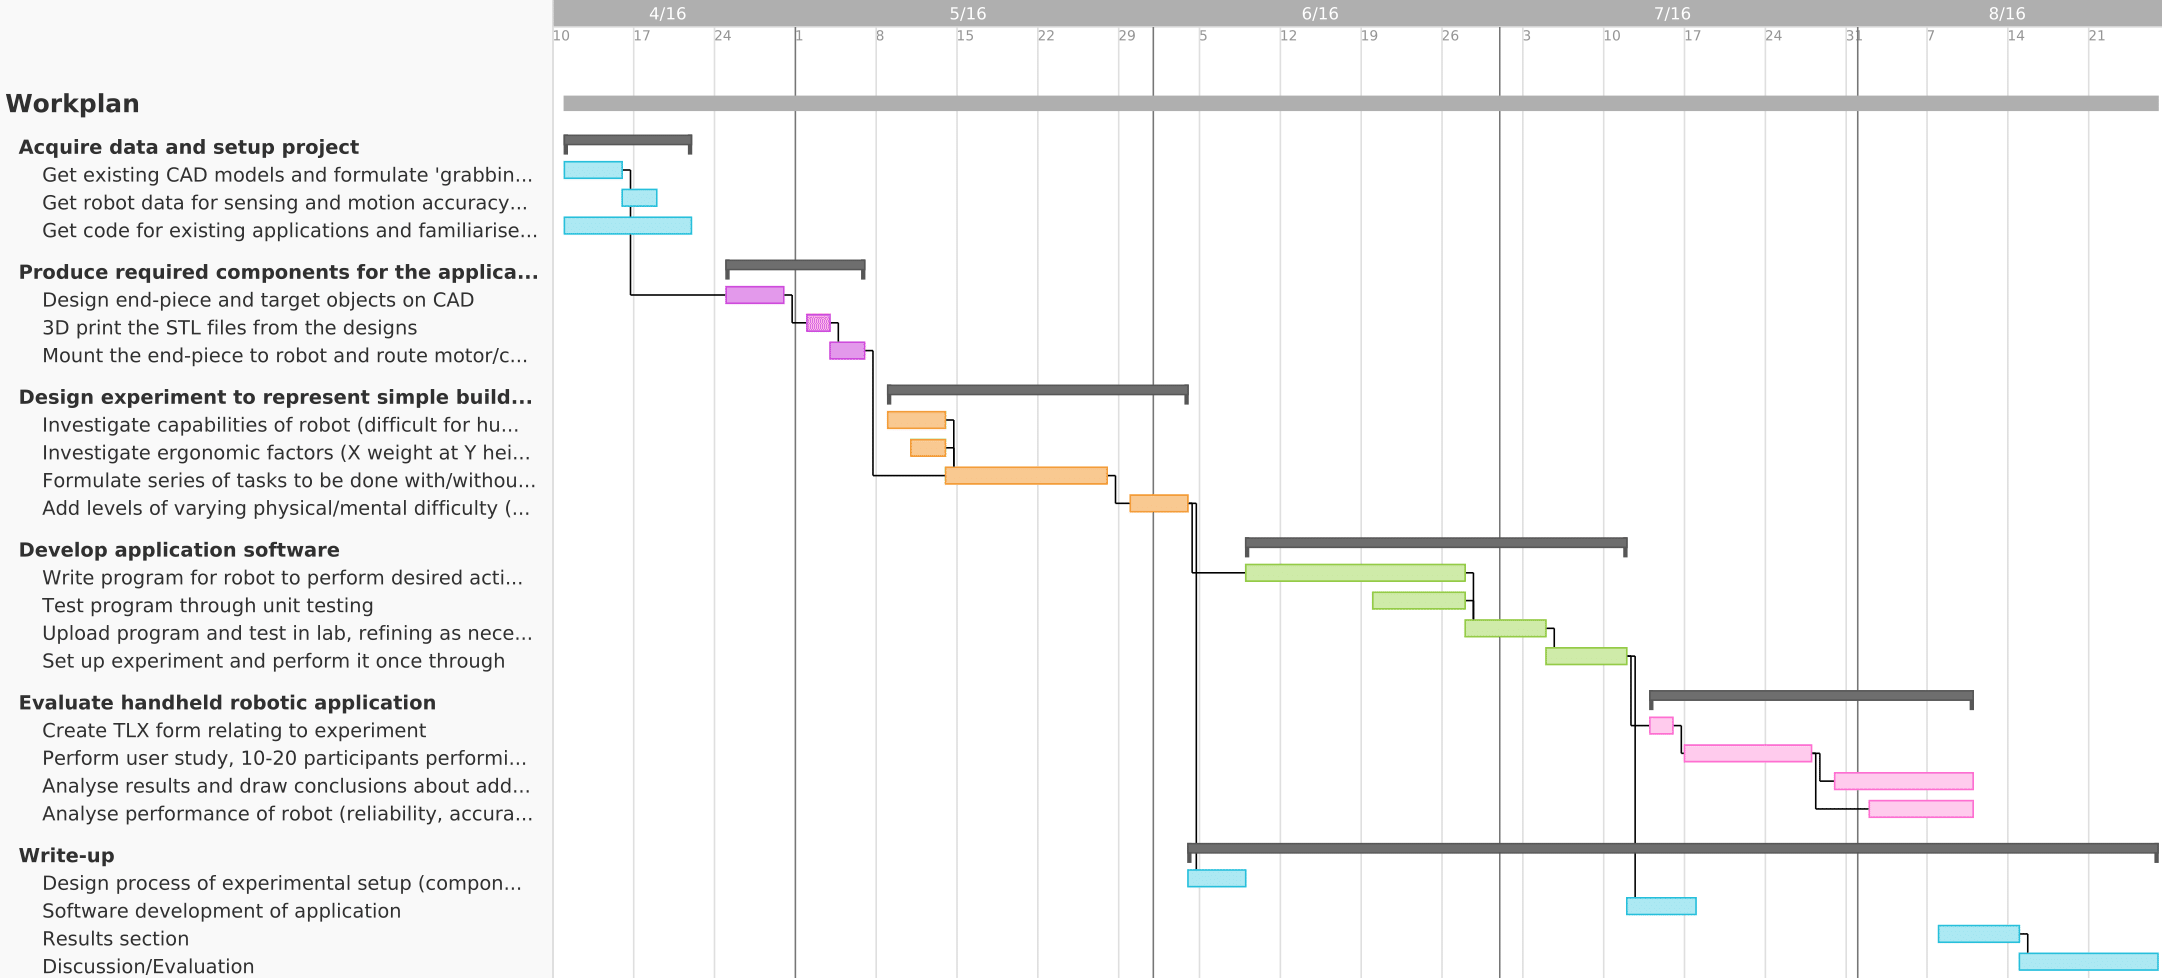 4/16 5/16 6/16 7/16 8/16
10 17 24 1 8 15 22 29 5 12 19 26 3 10 17 24 31 7 14 21
Workplan
Acquire data and setup project
Get existing CAD models and formulate 'grabbin...
Get robot data for sensing and motion accuracy...
Get code for existing applications and familiarise...
Produce required components for the applica...
Design end-piece and target objects on CAD
3D print the STL files from the designs
Mount the end-piece to robot and route motor/c...
Design experiment to represent simple build...
Investigate capabilities of robot (difficult for hu...
Investigate ergonomic factors (X weight at Y hei...
Formulate series of tasks to be done with/withou...
Add levels of varying physical/mental difficulty (...
Develop application software
Write program for robot to perform desired acti...
Test program through unit testing
Upload program and test in lab, refining as nece...
Set up experiment and perform it once through
Evaluate handheld robotic application
Create TLX form relating to experiment
Perform user study, 10-20 participants performi...
Analyse results and draw conclusions about add...
Analyse performance of robot (reliability, accura...
Write-up
Design process of experimental setup (compon...
Software development of application
Results section
Discussion/Evaluation